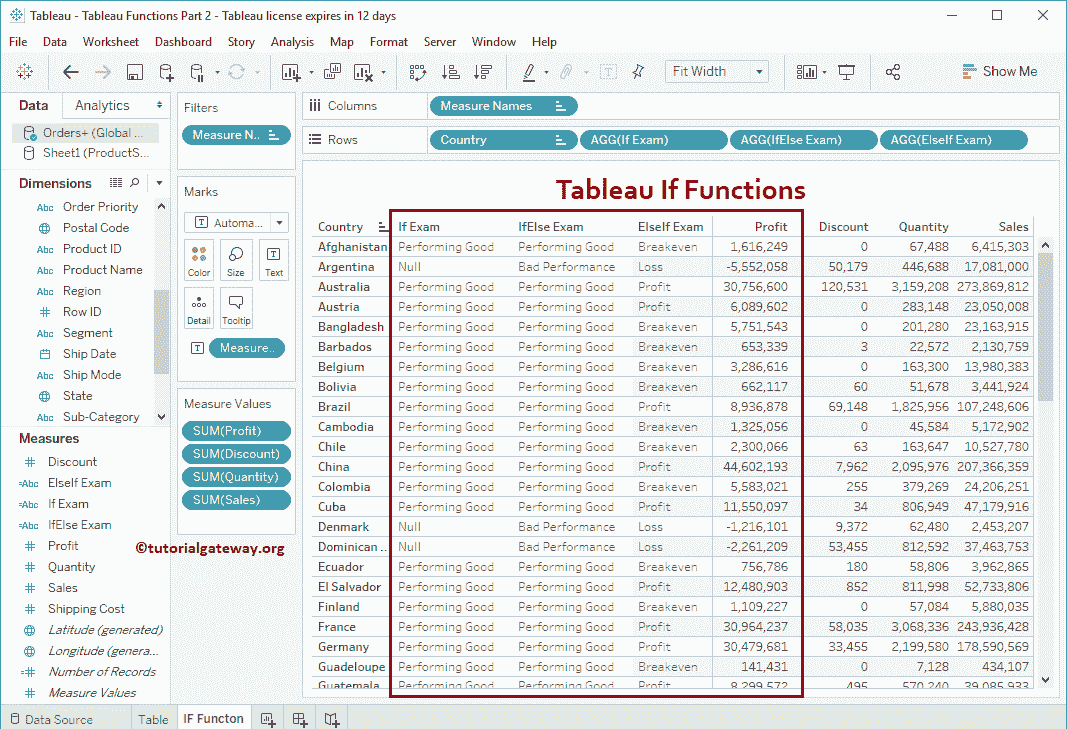 Tableau - Tableau Functions Part 2 - Tableau license expires in 12 days
File Data Worksheet Dashboard Story Analysis Map Format Server Window Help
Fit Width
Show Me
Data Analytics
Orders+ (Global ...
Sheet1 (ProductS...
Dimensions
Abc Order Priority
Postal Code
Abc Product ID
Abc Product Name
Abc Region
Row ID
Abc Segment
Ship Date
Abc Ship Mode
State
Abc Sub-Category
Measures
Discount
=Abc ElseIf Exam
=Abc If Exam
=Abc IfElse Exam
Profit
Quantity
Sales
Shipping Cost
Latitude (generated)
Longitude (genera...
Number of Records
Measure Values
Filters
Measure N..
Marks
Automa...
Color Size Text
Detail Tooltip
Measure..
Measure Values
SUM(Profit)
SUM(Discount)
SUM(Quantity)
SUM(Sales)
©tutorialgateway.org
Columns Measure Names
Rows Country AGG(If Exam) AGG(IfElse Exam) AGG(ElseIf Exam)
Tableau If Functions
Country If Exam IfElse Exam ElseIf Exam Profit Discount Quantity Sales
Afghanistan Performing Good Performing Good Breakeven 1,616,249 0 67,488 6,415,303
Argentina Null Bad Performance Loss -5,552,058 50,179 446,688 17,081,000
Australia Performing Good Performing Good Profit 30,756,600 120,531 3,159,208 273,869,812
Austria Performing Good Performing Good Profit 6,089,602 0 283,148 23,050,008
Bangladesh Performing Good Performing Good Breakeven 5,751,543 0 201,280 23,163,915
Barbados Performing Good Performing Good Breakeven 653,339 3 22,572 2,130,759
Belgium Performing Good Performing Good Breakeven 3,286,616 0 163,300 13,980,383
Bolivia Performing Good Performing Good Breakeven 662,117 60 51,678 3,441,924
Brazil Performing Good Performing Good Profit 8,936,878 69,148 1,825,956 107,248,606
Cambodia Performing Good Performing Good Breakeven 1,325,056 0 45,584 5,172,902
Chile Performing Good Performing Good Breakeven 2,300,066 63 163,647 10,527,780
China Performing Good Performing Good Profit 44,602,193 7,962 2,095,976 207,366,359
Colombia Performing Good Performing Good Breakeven 5,583,021 255 379,269 24,206,251
Cuba Performing Good Performing Good Profit 11,550,097 34 806,949 47,179,916
Denmark Null Bad Performance Loss -1,216,101 9,372 62,480 2,453,207
Dominican .. Null Bad Performance Loss -2,261,209 53,455 812,592 37,463,753
Ecuador Performing Good Performing Good Breakeven 756,786 180 58,806 3,962,865
El Salvador Performing Good Performing Good Profit 12,480,903 852 811,998 52,733,806
Finland Performing Good Performing Good Breakeven 1,109,227 0 57,084 5,880,035
France Performing Good Performing Good Profit 30,964,237 58,035 3,068,336 243,936,428
Germany Performing Good Performing Good Profit 30,479,681 33,455 2,199,580 178,590,569
Guadeloupe Performing Good Performing Good Breakeven 141,431 0 7,128 434,107
Guatemala Performing Good Performing Good Profit 8,299,572 495 570,240 39,085,933
Data Source Table IF Functon